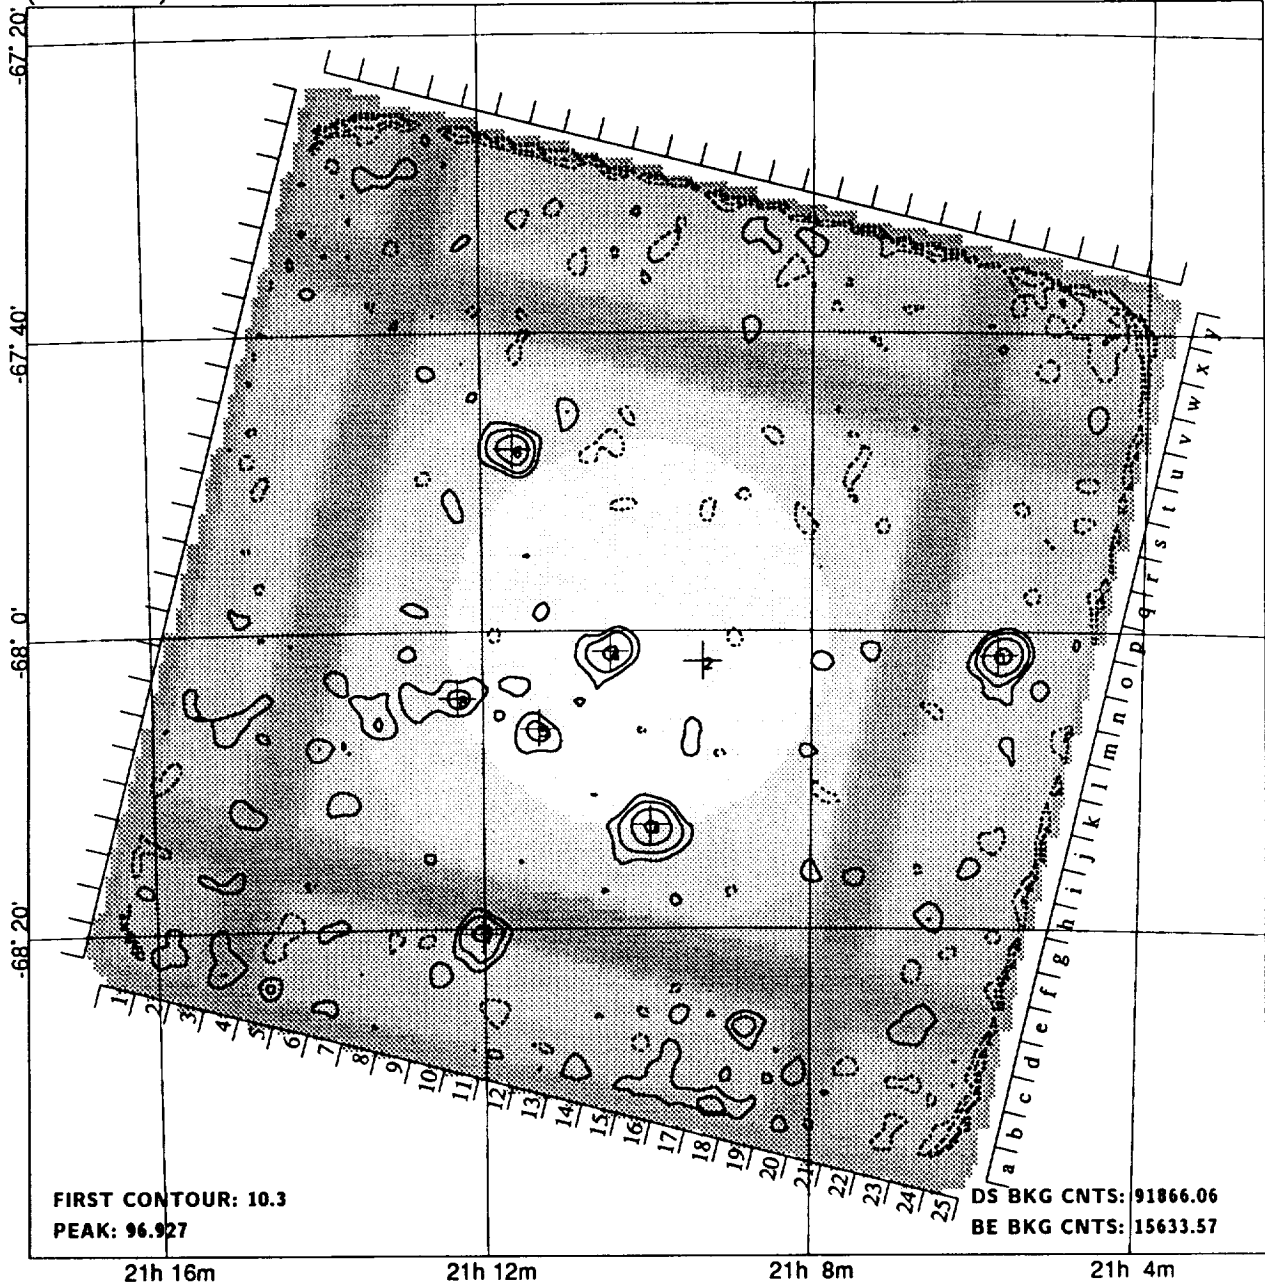 -67° 20'
-67° 40'
-68° 0'
-68° 20'
2
y
x
w
v
u
t
s
r
q
p
o
n
m
l
k
j
i
h
g
f
e
d
c
b
a
1 2 3 4 5 6 7 8 9 10 11 12 13 14 15 16 17 18 19 20 21 22 23 24 25
FIRST CONTOUR: 10.3
PEAK: 96.927
DS BKG CNTS: 91866.06
BE BKG CNTS: 15633.57
21h 16m 21h 12m 21h 8m 21h 4m